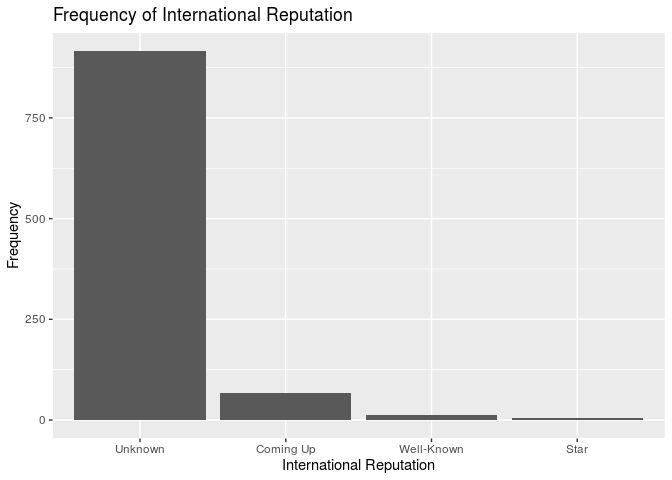 Frequency of International Reputation
Frequency
750
500
250
0
Unknown Coming Up Well-Known Star
International Reputation